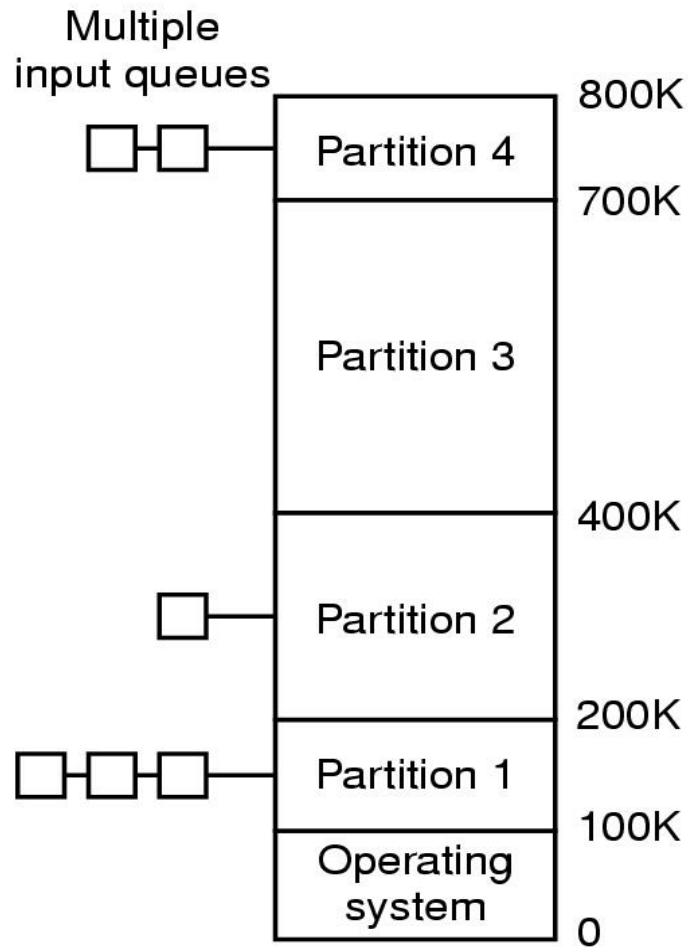 Multiple
input queues
800K
Partition 4
700K
Partition 3
400K
Partition 2
200K
Partition 1
100K
Operating
system
0